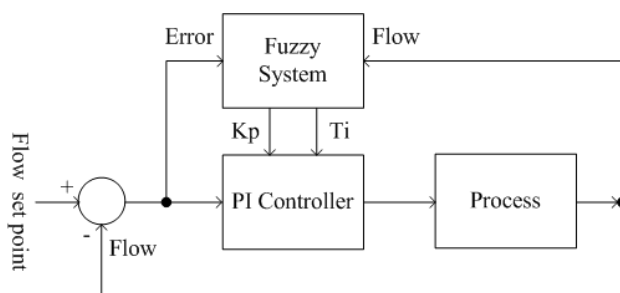 Error
Fuzzy
System
Flow
Kp
Ti
Flow set point
+
PI Controller
Process
-
Flow